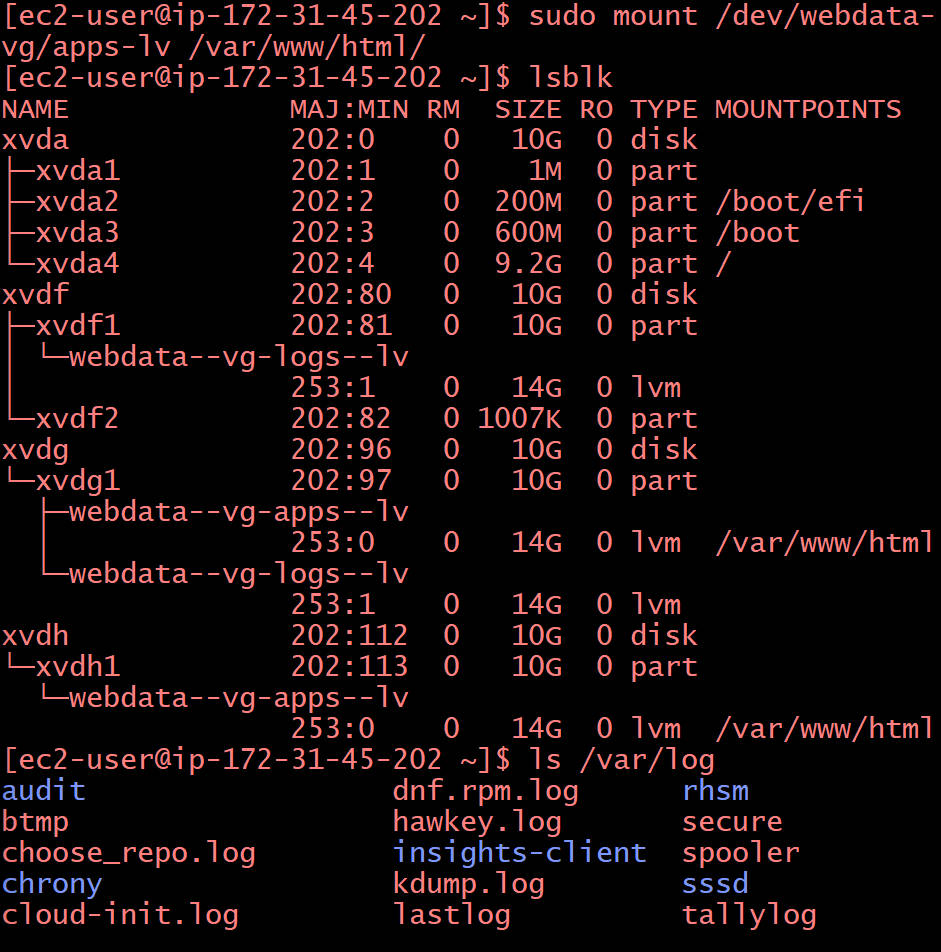 [ec2-user@ip-172-31-45-202 ~]$ sudo mount /dev/webdata-
vg/apps-lv /var/www/html/
[ec2-user@ip-172-31-45-202 ~]$ lsblk
NAME             MAJ:MIN RM  SIZE RO TYPE MOUNTPOINTS
xvda             202:0    0   10G  0 disk
├─xvda1          202:1    0    1M  0 part
├─xvda2          202:2    0  200M  0 part /boot/efi
├─xvda3          202:3    0  600M  0 part /boot
└─xvda4          202:4    0  9.2G  0 part /
xvdf             202:80   0   10G  0 disk
├─xvdf1          202:81   0   10G  0 part
│ └─webdata--vg-logs--lv
│                253:1    0   14G  0 lvm
└─xvdf2          202:82   0 1007K  0 part
xvdg             202:96   0   10G  0 disk
└─xvdg1          202:97   0   10G  0 part
  ├─webdata--vg-apps--lv
  │              253:0    0   14G  0 lvm  /var/www/html
  └─webdata--vg-logs--lv
                 253:1    0   14G  0 lvm
xvdh             202:112  0   10G  0 disk
└─xvdh1          202:113  0   10G  0 part
  └─webdata--vg-apps--lv
                 253:0    0   14G  0 lvm  /var/www/html
[ec2-user@ip-172-31-45-202 ~]$ ls /var/log
audit                  dnf.rpm.log      rhsm
btmp                   hawkey.log       secure
choose_repo.log        insights-client  spooler
chrony                 kdump.log        sssd
cloud-init.log         lastlog          tallylog